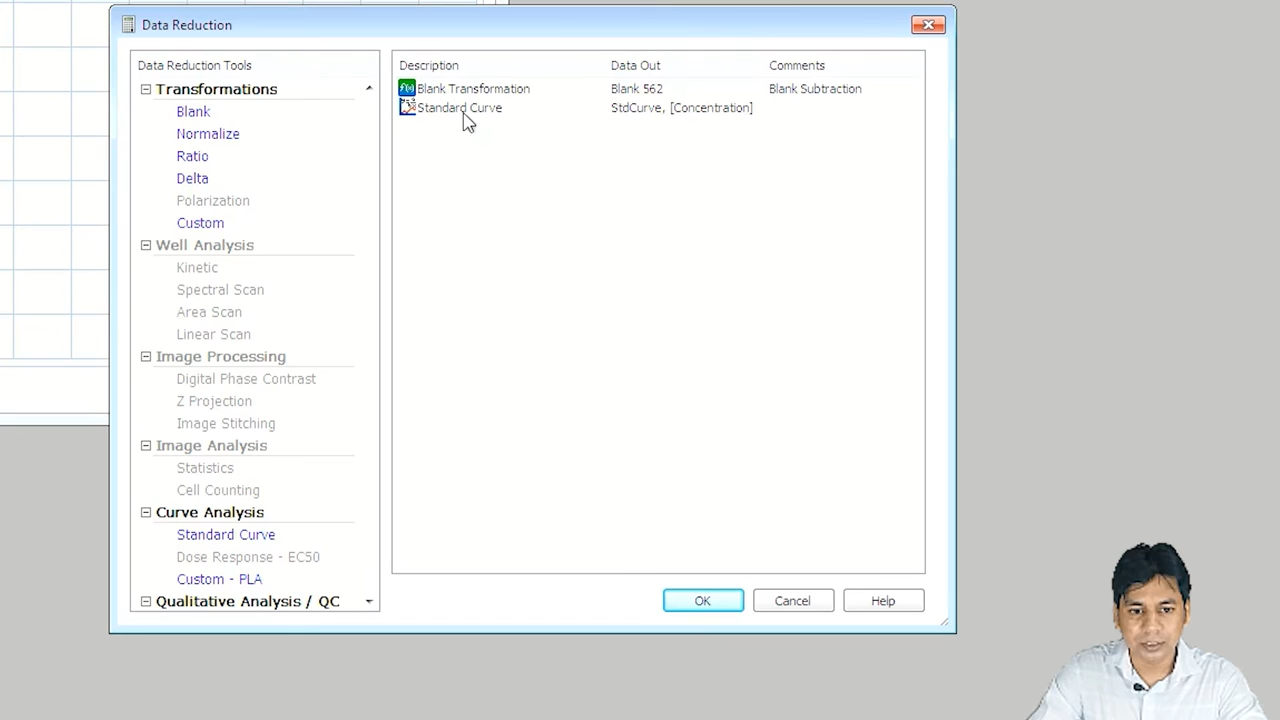 Data Reduction
Data Reduction Tools
Transformations
Blank
Normalize
Ratio
Delta
Polarization
Custom
Well Analysis
Kinetic
Spectral Scan
Area Scan
Linear Scan
Image Processing
Digital Phase Contrast
Z Projection
Image Stitching
Image Analysis
Statistics
Cell Counting
Curve Analysis
Standard Curve
Dose Response - EC50
Custom - PLA
Qualitative Analysis / QC
Description Data Out Comments
f(x) Blank Transformation Blank 562 Blank Subtraction
Standard Curve StdCurve, [Concentration]
OK Cancel Help